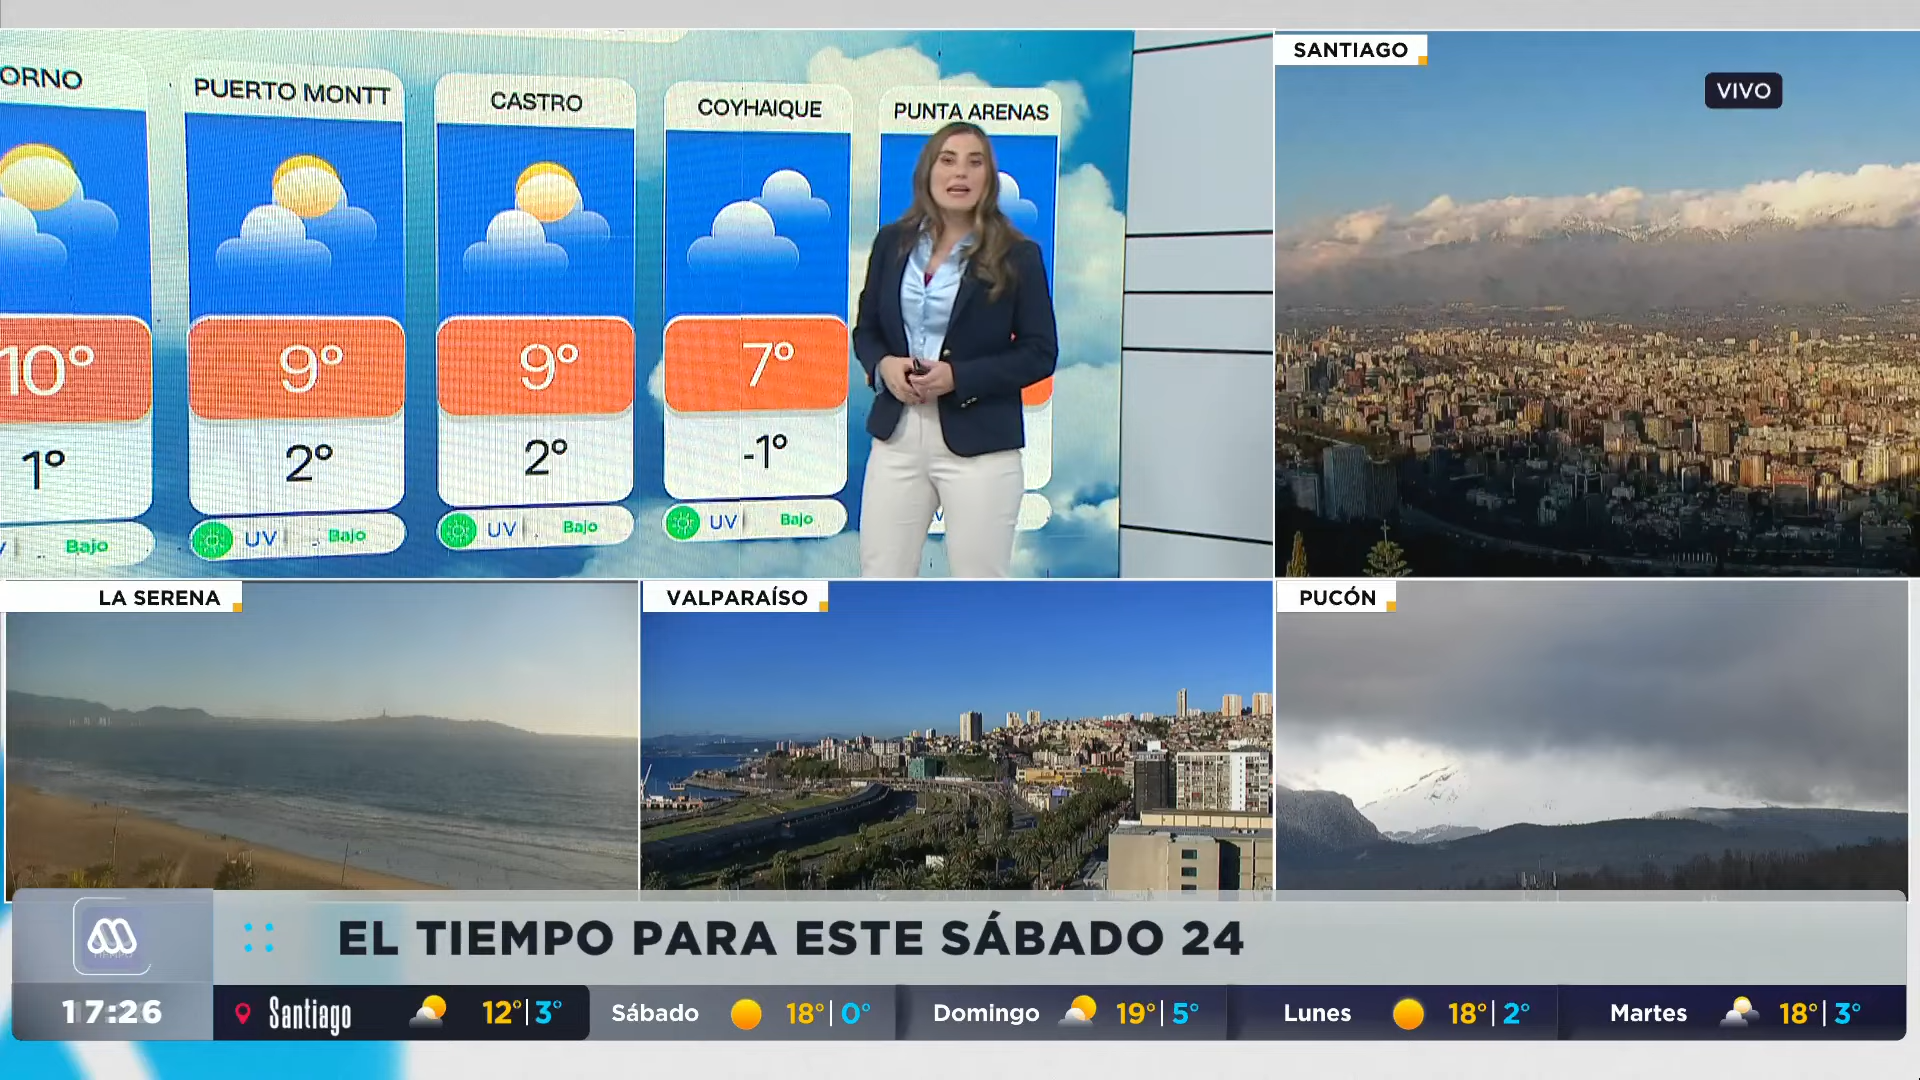 ORNO
PUERTO MONTT
CASTRO
COYHAIQUE
PUNTA ARENAS
10°
9°
9°
7°
1°
2°
2°
-1°
Bajo
UV Bajo
UV Bajo
UV Bajo
SANTIAGO
VIVO
LA SERENA
VALPARAÍSO
PUCÓN
TIEMPO
EL TIEMPO PARA ESTE SÁBADO 24
17:26
Santiago 12° | 3°
Sábado 18° | 0°
Domingo 19° | 5°
Lunes 18° | 2°
Martes 18° | 3°